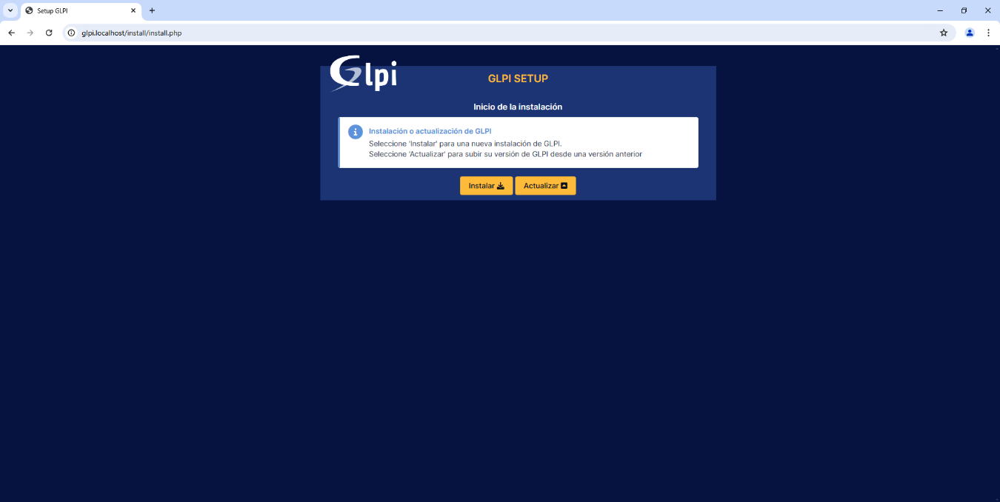 Setup GLPI
glpi.localhost/install/install.php
Glpi
GLPI SETUP
Inicio de la instalación
Instalación o actualización de GLPI
Seleccione 'Instalar' para una nueva instalación de GLPI.
Seleccione 'Actualizar' para subir su versión de GLPI desde una versión anterior
Instalar
Actualizar